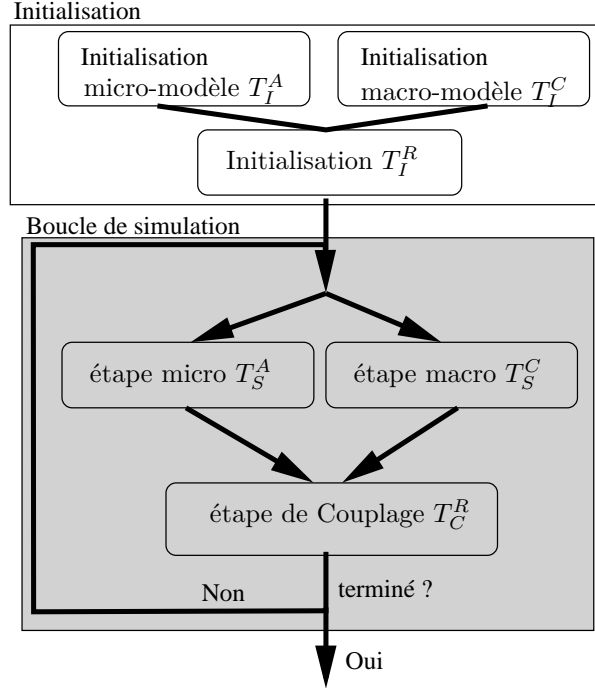 Initialisation
Initialisation
micro-modèle $T_I^A$
Initialisation
macro-modèle $T_I^C$
Initialisation $T_I^R$
Boucle de simulation
étape micro $T_S^A$
étape macro $T_S^C$
étape de Couplage $T_C^R$
Non
terminé ?
Oui